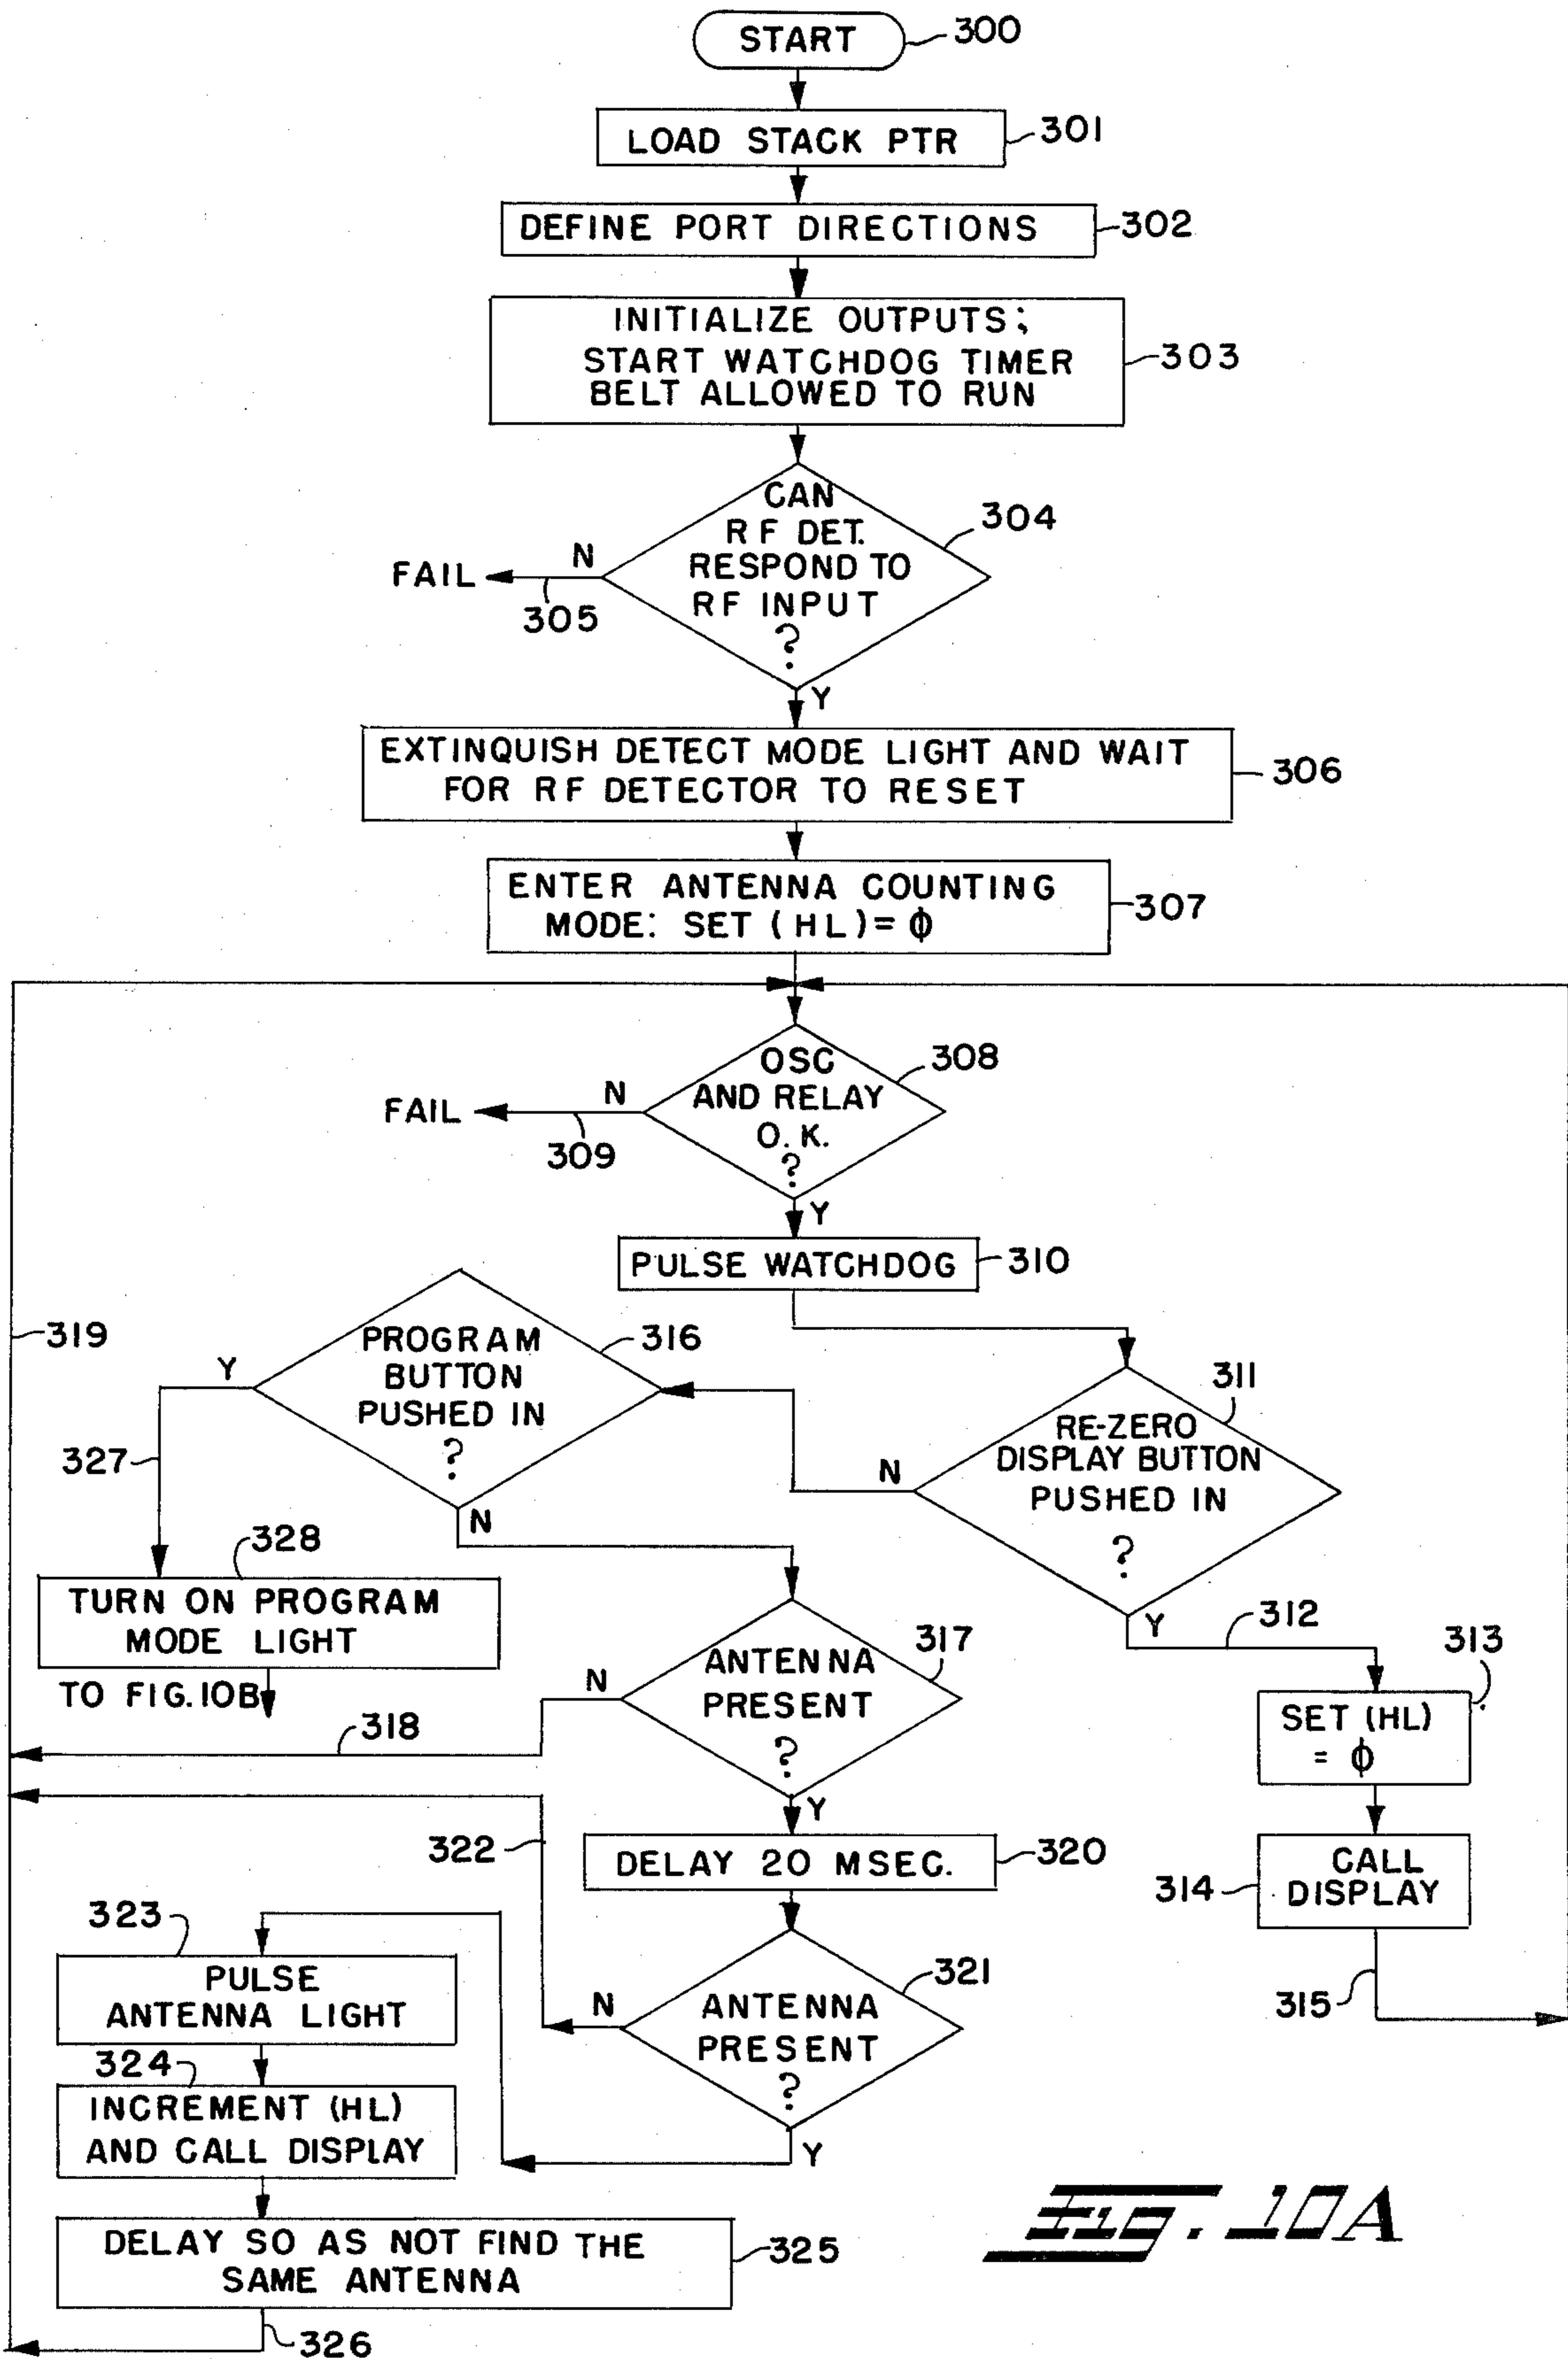 START
300
LOAD STACK PTR
301
DEFINE PORT DIRECTIONS
302
INITIALIZE OUTPUTS;
START WATCHDOG TIMER
BELT ALLOWED TO RUN
303
CAN
RF DET.
RESPOND TO
RF INPUT
?
304
N
FAIL
305
Y
EXTINQUISH DETECT MODE LIGHT AND WAIT
FOR RF DETECTOR TO RESET
306
ENTER ANTENNA COUNTING
MODE: SET (HL) = ϕ
307
OSC
AND RELAY
O.K.
?
308
N
FAIL
309
Y
PULSE WATCHDOG
310
319
PROGRAM
BUTTON
PUSHED IN
?
316
Y
327
N
RE-ZERO
DISPLAY BUTTON
PUSHED IN
?
311
N
Y
312
328
TURN ON PROGRAM
MODE LIGHT
TO FIG. 10B
ANTENNA
PRESENT
?
317
N
318
Y
313
SET (HL)
= ϕ
CALL
DISPLAY
314
315
DELAY 20 MSEC.
320
322
ANTENNA
PRESENT
?
321
N
Y
323
PULSE
ANTENNA LIGHT
324
INCREMENT (HL)
AND CALL DISPLAY
DELAY SO AS NOT FIND THE
SAME ANTENNA
325
326
FIG. 10A